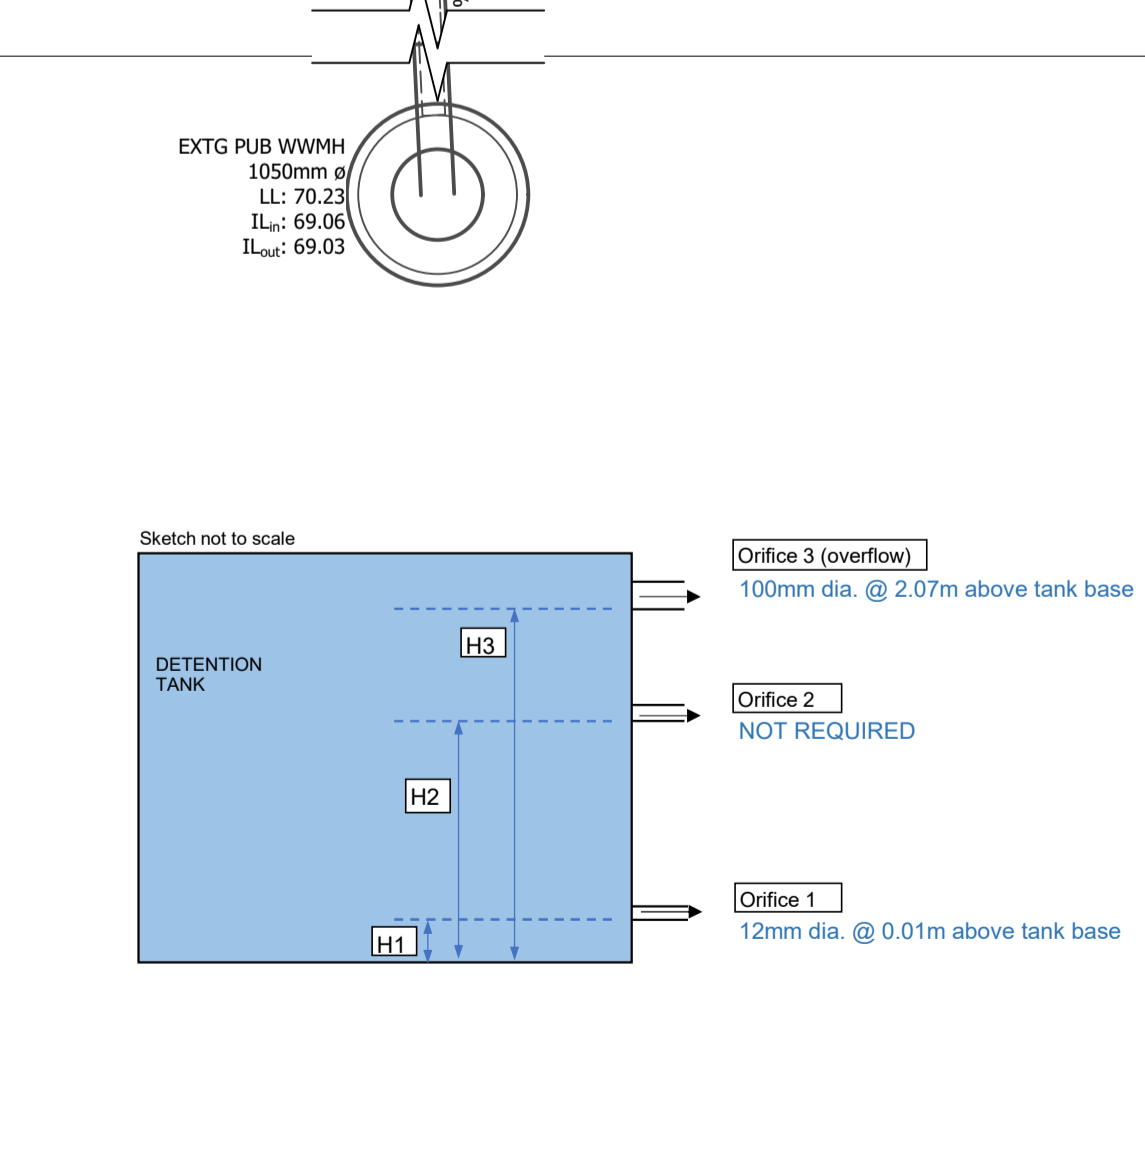 EXTG PUB WWMH
1050mm ø
LL: 70.23
ILin: 69.06
ILout: 69.03
Sketch not to scale
Orifice 3 (overflow)
100mm dia. @ 2.07m above tank base
H3
DETENTION
TANK
Orifice 2
NOT REQUIRED
H2
Orifice 1
12mm dia. @ 0.01m above tank base
H1